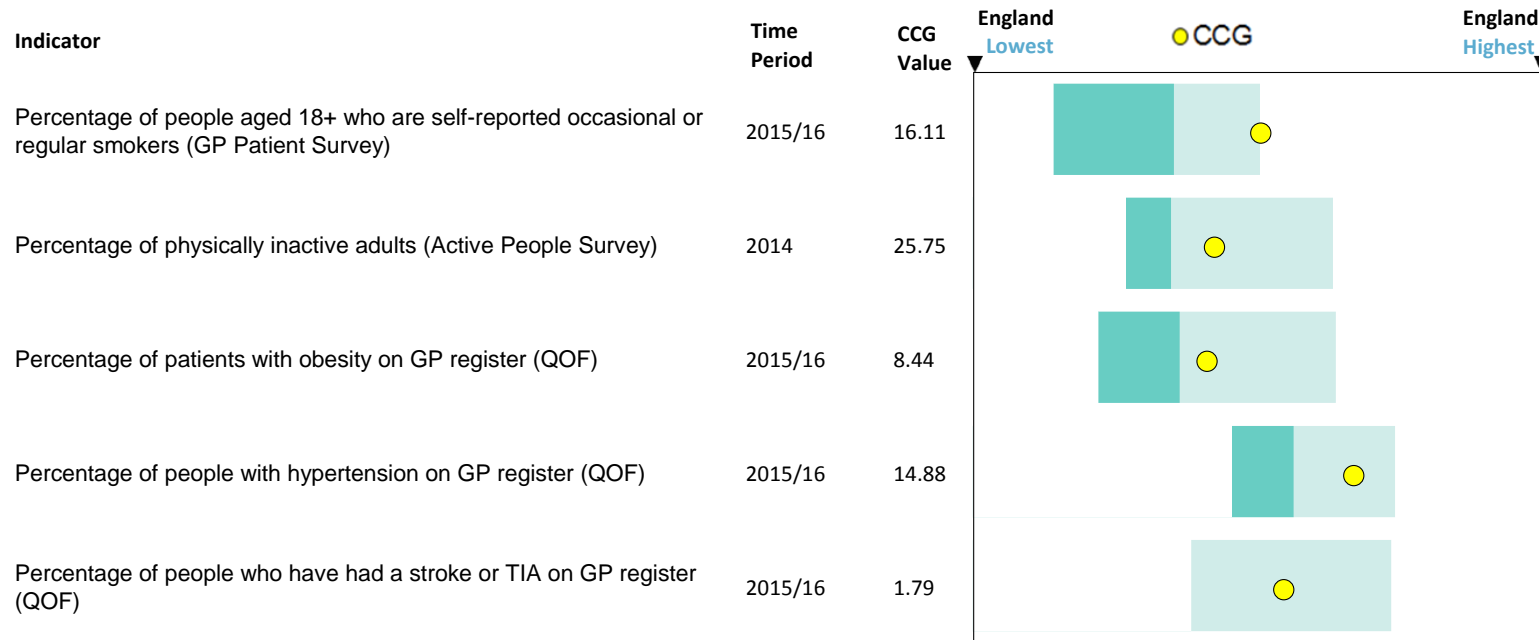 Indicator
Time
Period
CCG
Value
England
Lowest
CCG
England
Highest
Percentage of people aged 18+ who are self-reported occasional or
regular smokers (GP Patient Survey)
2015/16
16.11
Percentage of physically inactive adults (Active People Survey)
2014
25.75
Percentage of patients with obesity on GP register (QOF)
2015/16
8.44
Percentage of people with hypertension on GP register (QOF)
2015/16
14.88
Percentage of people who have had a stroke or TIA on GP register
(QOF)
2015/16
1.79